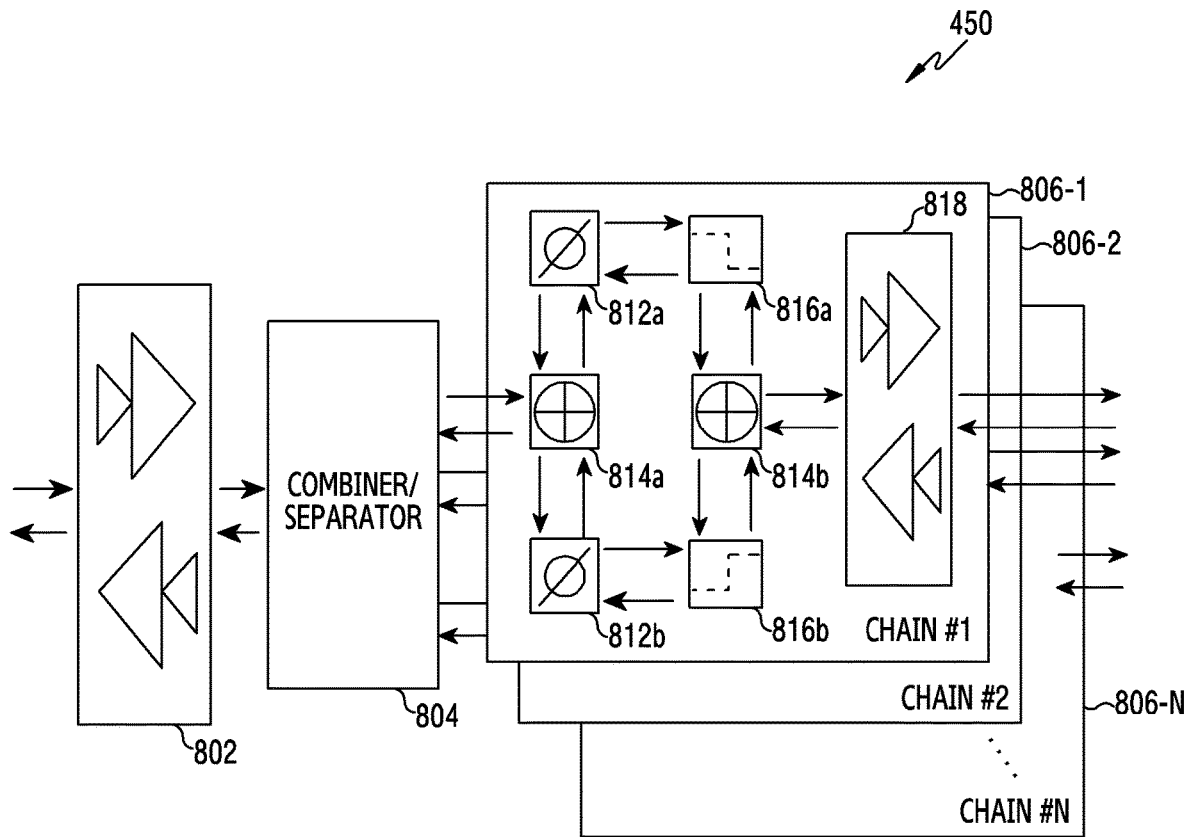 450
806-1
818
806-2
812a
816a
COMBINER/
SEPARATOR
814a
814b
812b
816b
CHAIN #1
804
CHAIN #2
806-N
802
CHAIN #N